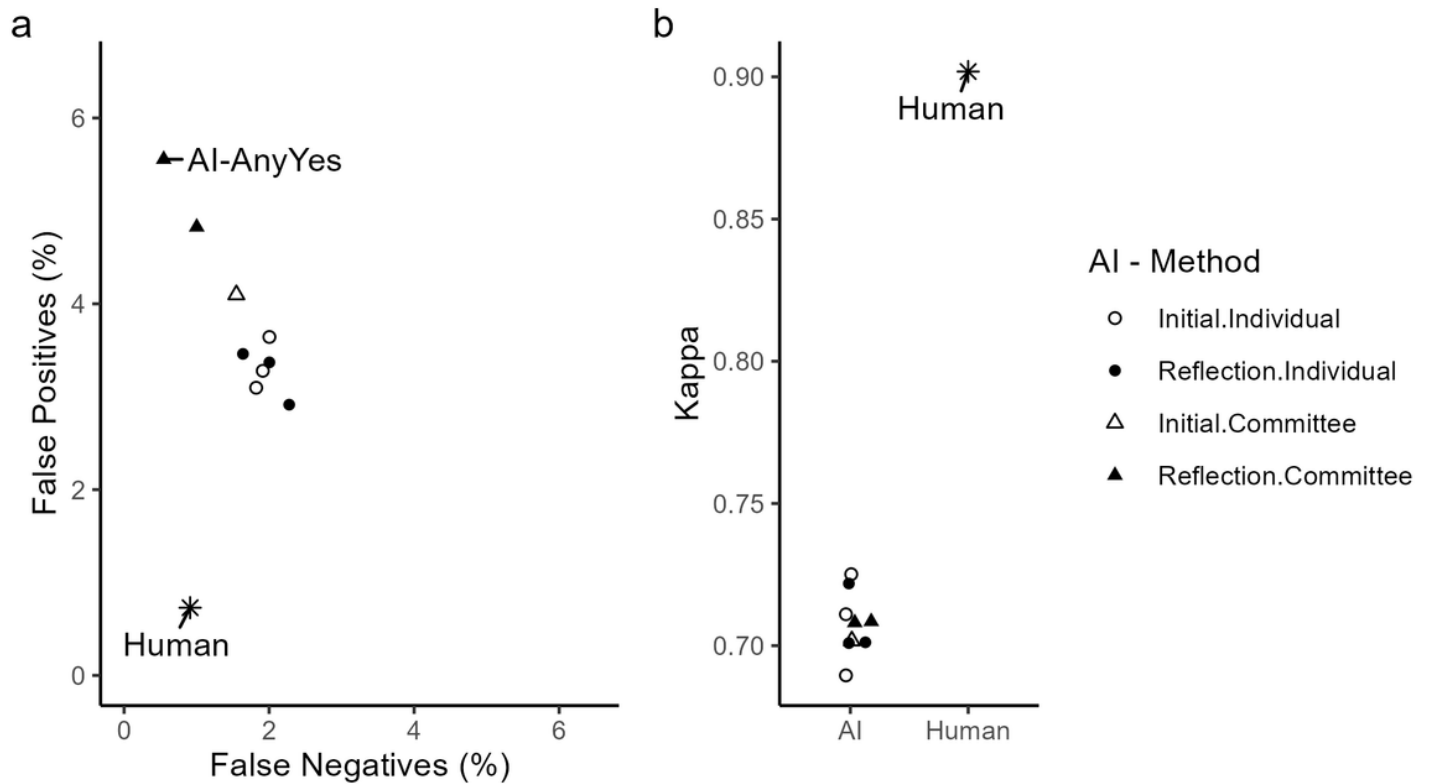 a
6
4
2
0
False Positives (%)
AI-AnyYes
Human
0 2 4 6
False Negatives (%)
b
0.90
0.85
0.80
0.75
0.70
Kappa
Human
AI Human
AI - Method
Initial.Individual
Reflection.Individual
Initial.Committee
Reflection.Committee